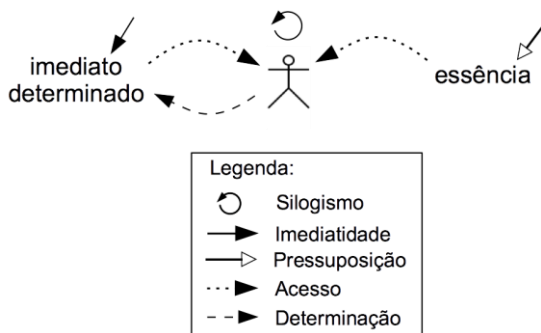 imediato
determinado
essência
Legenda:
Silogismo
Imediatidade
Pressuposição
Acesso
Determinação